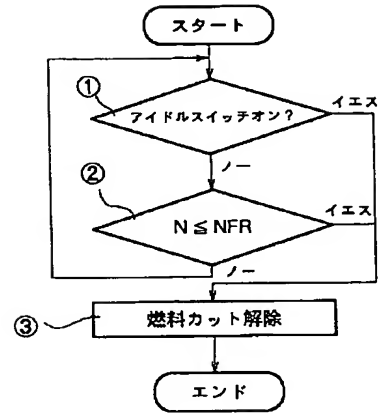 スタート
①
アイドルスイッチオン?
イエス
ノー
②
N≦NFR
イエス
ノー
③
燃料カット解除
エンド